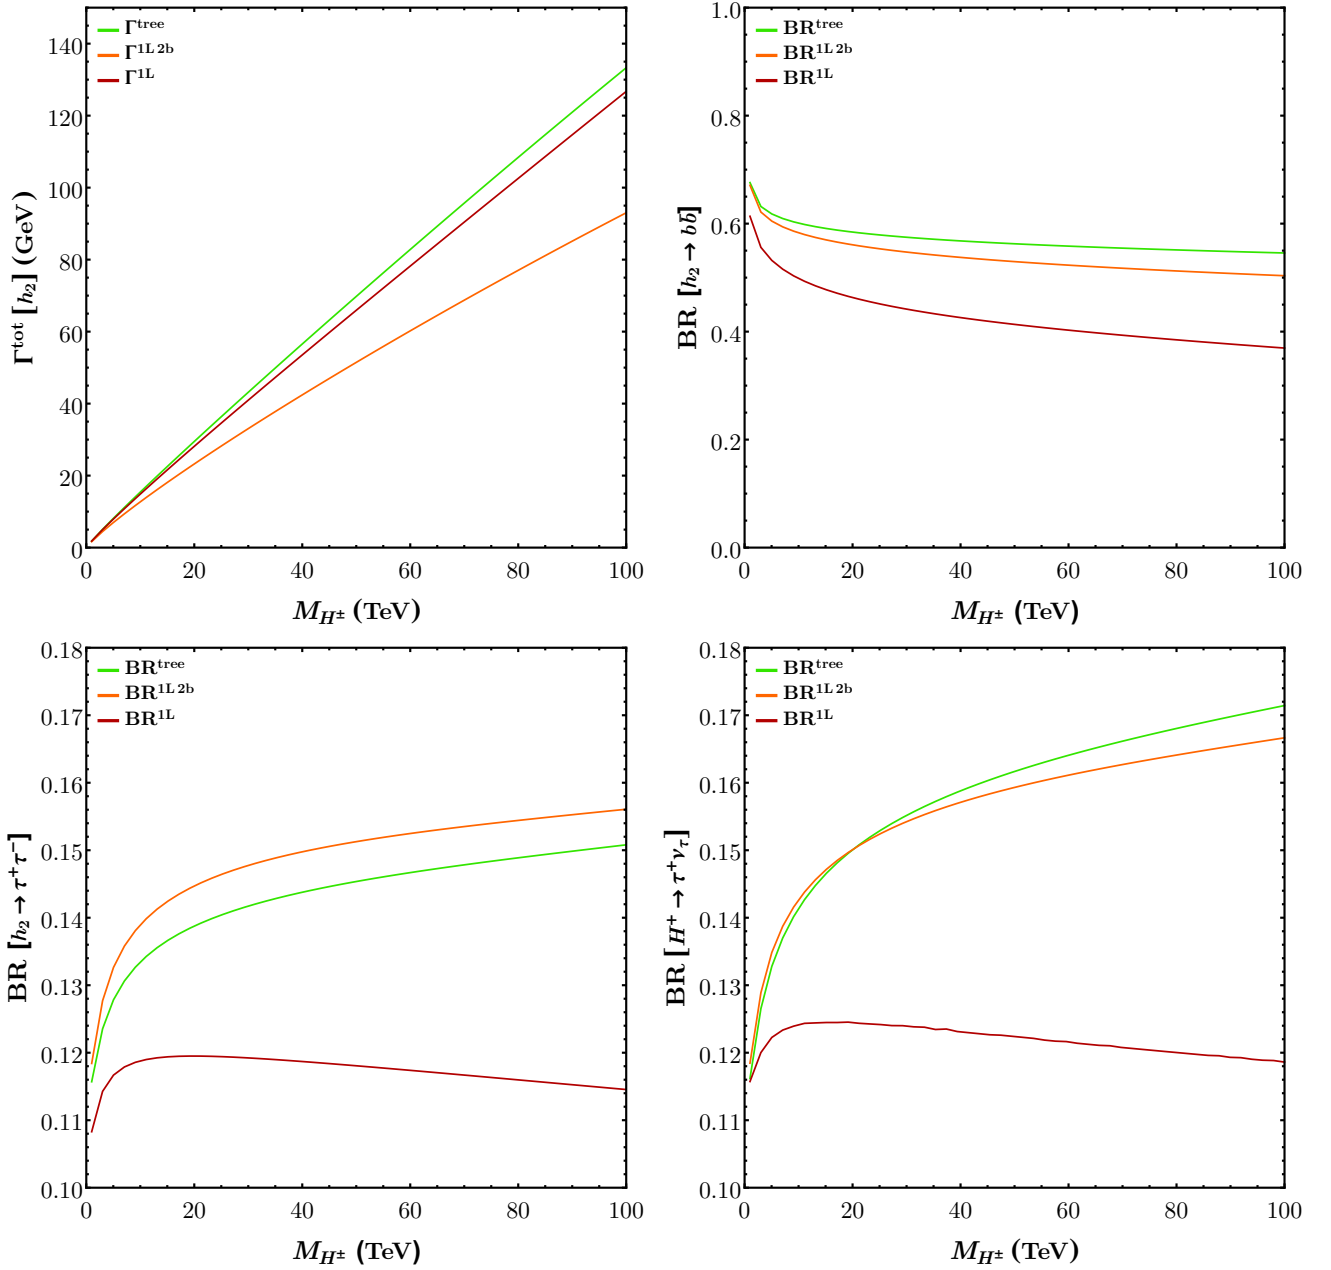 Γ^tree
Γ^1L 2b
Γ^1L
Γ^tot [h₂] (GeV)
140
120
100
80
60
40
20
0
0 20 40 60 80 100
M_H± (TeV)
BR^tree
BR^1L 2b
BR^1L
BR [h₂ → bb̄]
1.0
0.8
0.6
0.4
0.2
0.0
0 20 40 60 80 100
M_H± (TeV)
BR^tree
BR^1L 2b
BR^1L
BR [h₂ → τ⁺τ⁻]
0.18
0.17
0.16
0.15
0.14
0.13
0.12
0.11
0.10
0 20 40 60 80 100
M_H± (TeV)
BR^tree
BR^1L 2b
BR^1L
BR [H⁺ → τ⁺ν_τ]
0.18
0.17
0.16
0.15
0.14
0.13
0.12
0.11
0.10
0 20 40 60 80 100
M_H± (TeV)